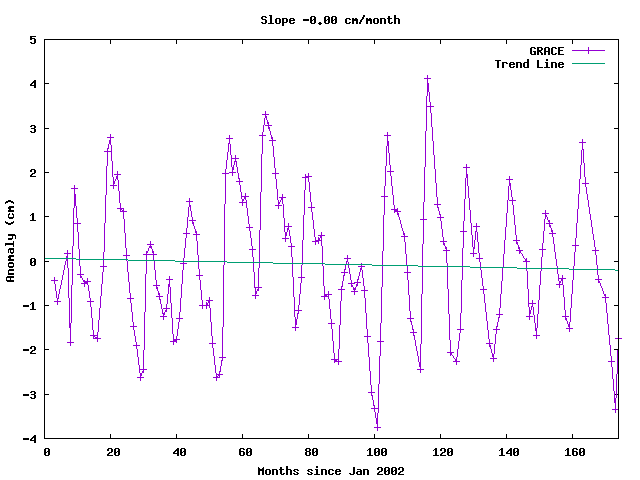 Slope -0.00 cm/month
GRACE
Trend Line
Anomaly (cm)
5
4
3
2
1
0
-1
-2
-3
-4
0 20 40 60 80 100 120 140 160
Months since Jan 2002